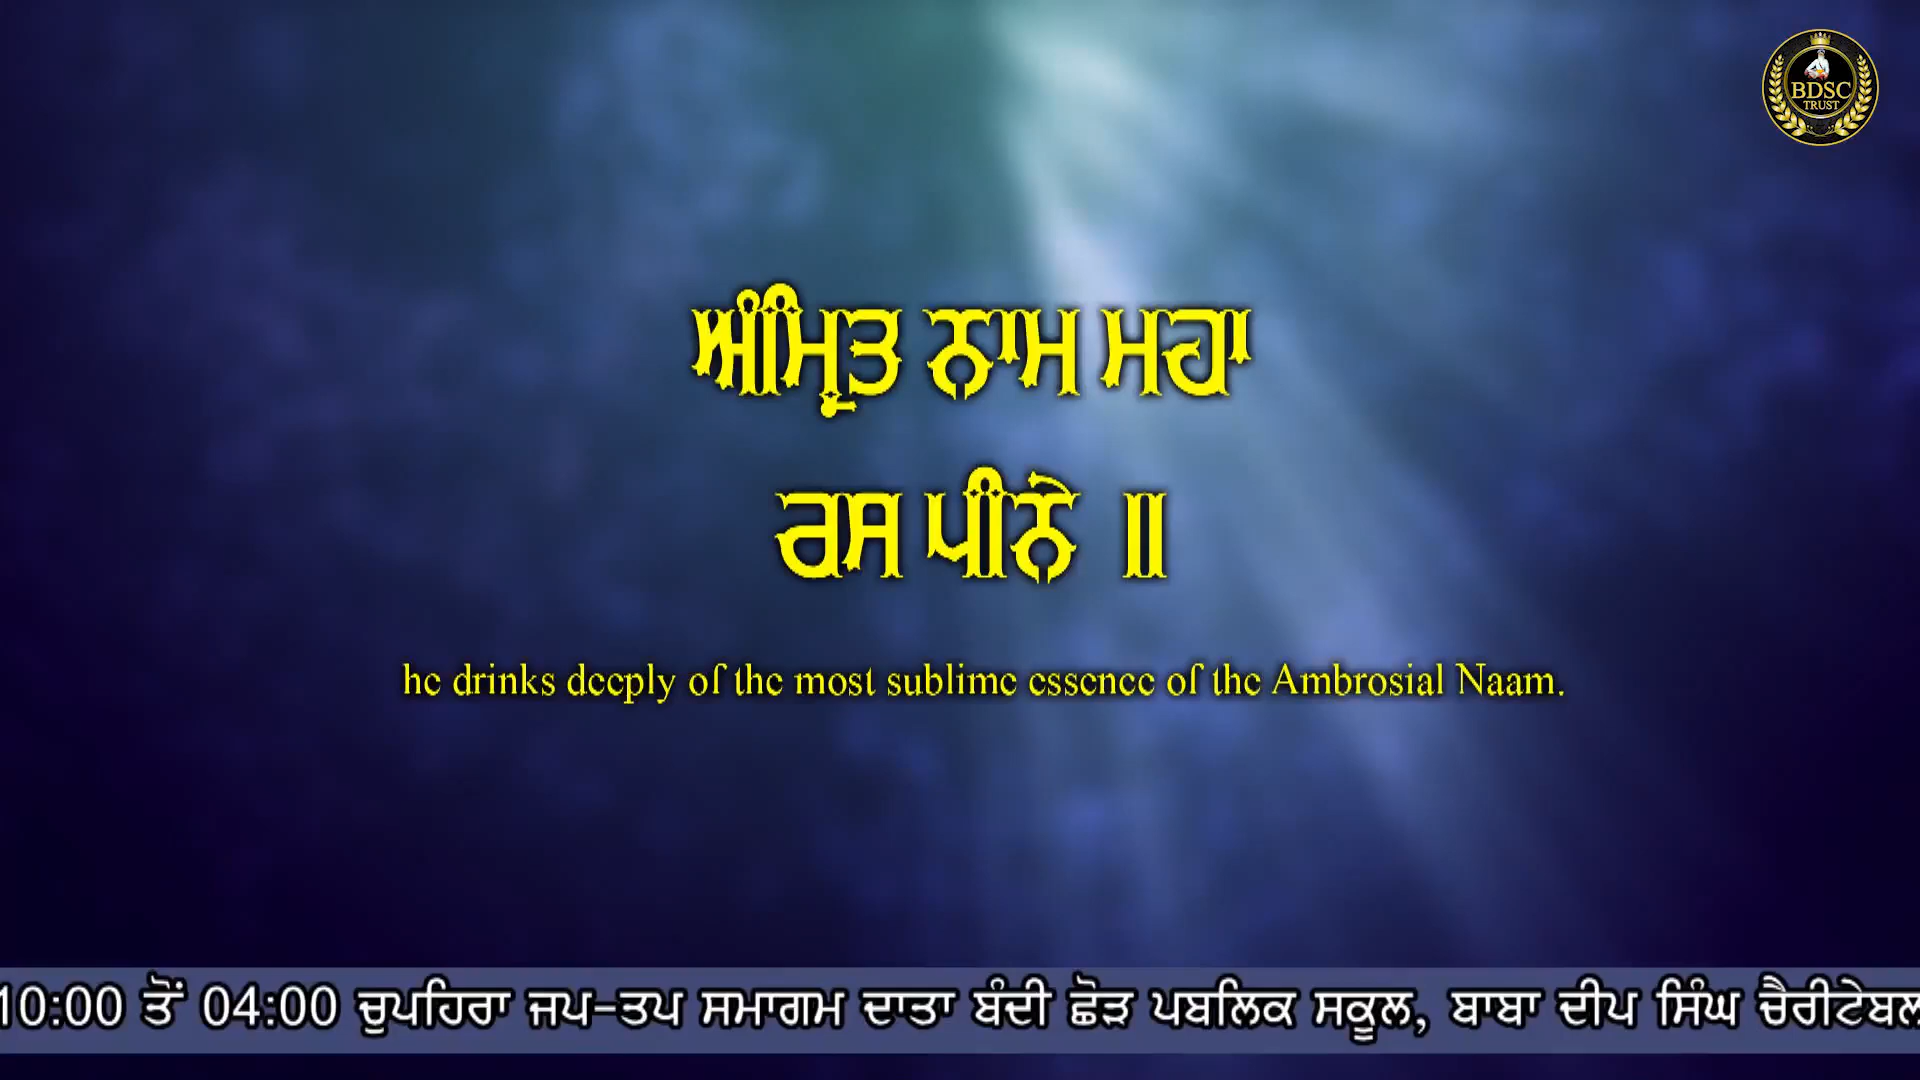 BDSC
TRUST
ਅੰਮ੍ਰਿਤ ਨਾਮ ਮਹਾ
ਰਸ ਪੀਨੇ ॥
he drinks deeply of the most sublime essence of the Ambrosial Naam.
10:00 ਤੋਂ 04:00 ਚੁਪਹਿਰਾ ਜਪ-ਤਪ ਸਮਾਗਮ ਦਾਤਾ ਬੰਦੀ ਛੋੜ ਪਬਲਿਕ ਸਕੂਲ, ਬਾਬਾ ਦੀਪ ਸਿੰਘ ਚੈਰੀਟੇਬਲ